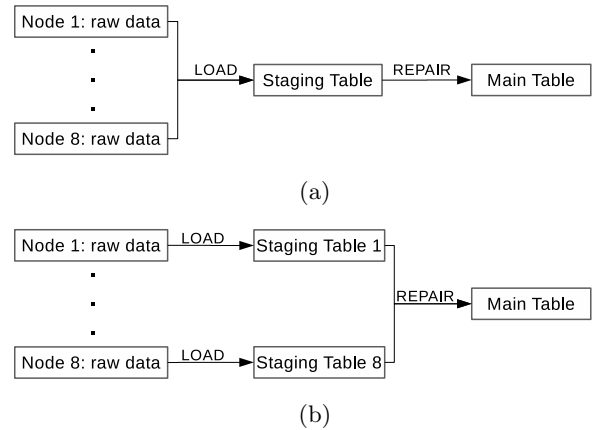 Node 1: raw data
LOAD
Staging Table
REPAIR
Main Table
Node 8: raw data
(a)
Node 1: raw data
LOAD
Staging Table 1
REPAIR
Main Table
Node 8: raw data
LOAD
Staging Table 8
(b)